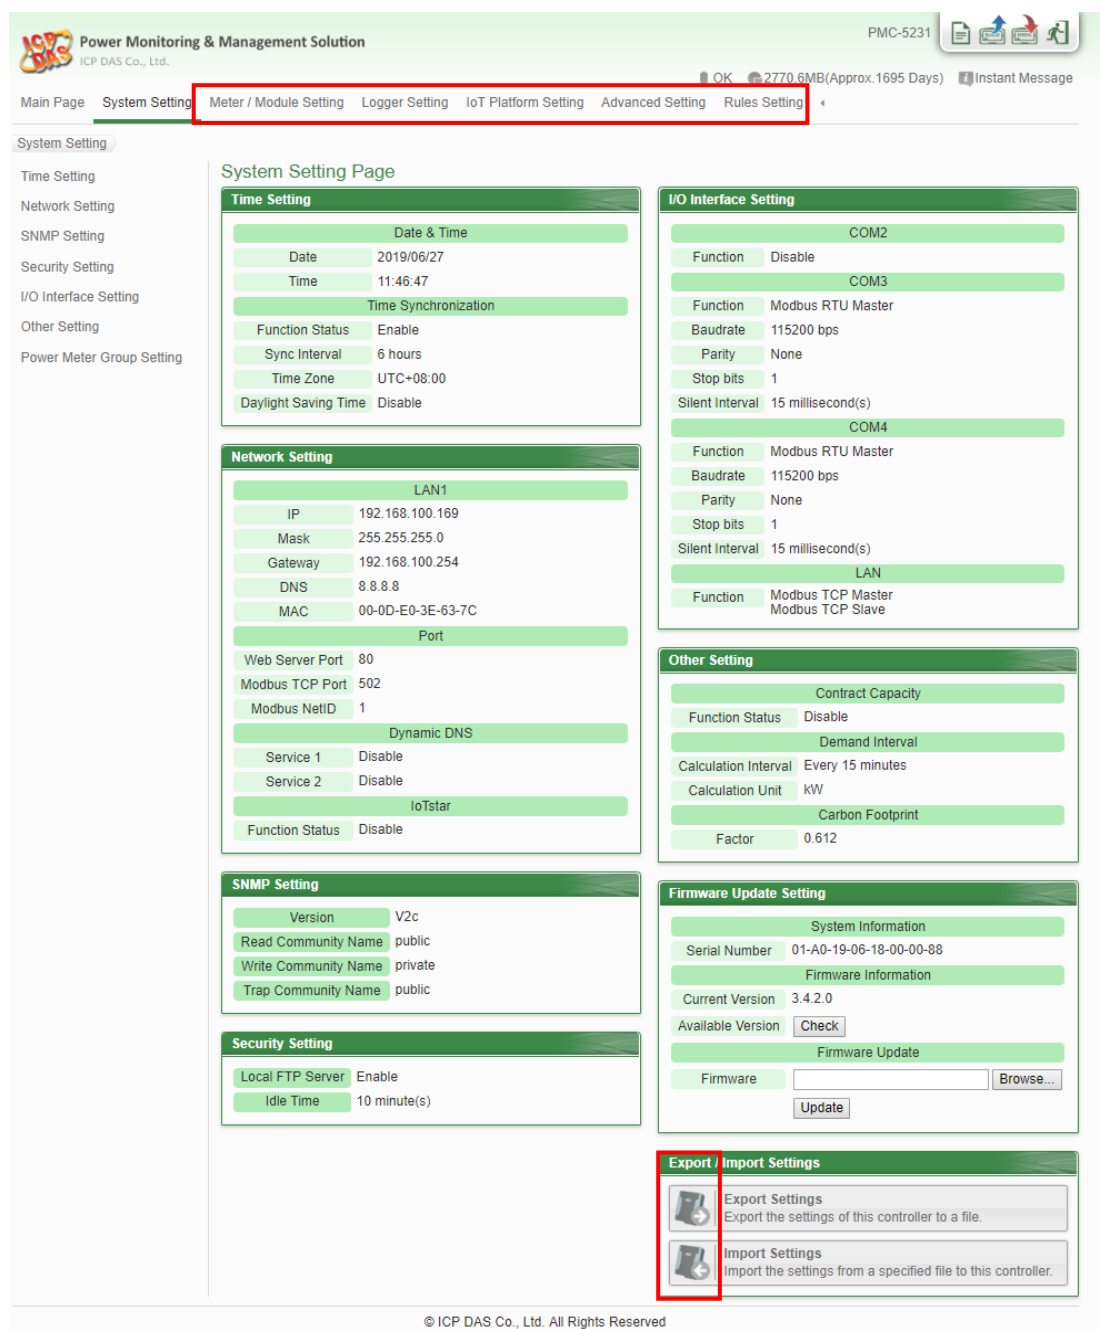 ICP DAS
Power Monitoring & Management Solution
ICP DAS Co., Ltd.
PMC-5231
OK 2770.6MB(Approx.1695 Days) Instant Message
Main Page System Setting Meter / Module Setting Logger Setting IoT Platform Setting Advanced Setting Rules Setting
System Setting
Time Setting
Network Setting
SNMP Setting
Security Setting
I/O Interface Setting
Other Setting
Power Meter Group Setting
System Setting Page
Time Setting
Date & Time
Date 2019/06/27
Time 11:46:47
Time Synchronization
Function Status Enable
Sync Interval 6 hours
Time Zone UTC+08:00
Daylight Saving Time Disable
Network Setting
LAN1
IP 192.168.100.169
Mask 255.255.255.0
Gateway 192.168.100.254
DNS 8.8.8.8
MAC 00-0D-E0-3E-63-7C
Port
Web Server Port 80
Modbus TCP Port 502
Modbus NetID 1
Dynamic DNS
Service 1 Disable
Service 2 Disable
IoTstar
Function Status Disable
SNMP Setting
Version V2c
Read Community Name public
Write Community Name private
Trap Community Name public
Security Setting
Local FTP Server Enable
Idle Time 10 minute(s)
I/O Interface Setting
COM2
Function Disable
COM3
Function Modbus RTU Master
Baudrate 115200 bps
Parity None
Stop bits 1
Silent Interval 15 millisecond(s)
COM4
Function Modbus RTU Master
Baudrate 115200 bps
Parity None
Stop bits 1
Silent Interval 15 millisecond(s)
LAN
Function Modbus TCP Master
Modbus TCP Slave
Other Setting
Contract Capacity
Function Status Disable
Demand Interval
Calculation Interval Every 15 minutes
Calculation Unit kW
Carbon Footprint
Factor 0.612
Firmware Update Setting
System Information
Serial Number 01-A0-19-06-18-00-00-88
Firmware Information
Current Version 3.4.2.0
Available Version Check
Firmware Update
Firmware Browse...
Update
Export / Import Settings
Export Settings
Export the settings of this controller to a file.
Import Settings
Import the settings from a specified file to this controller.
© ICP DAS Co., Ltd. All Rights Reserved